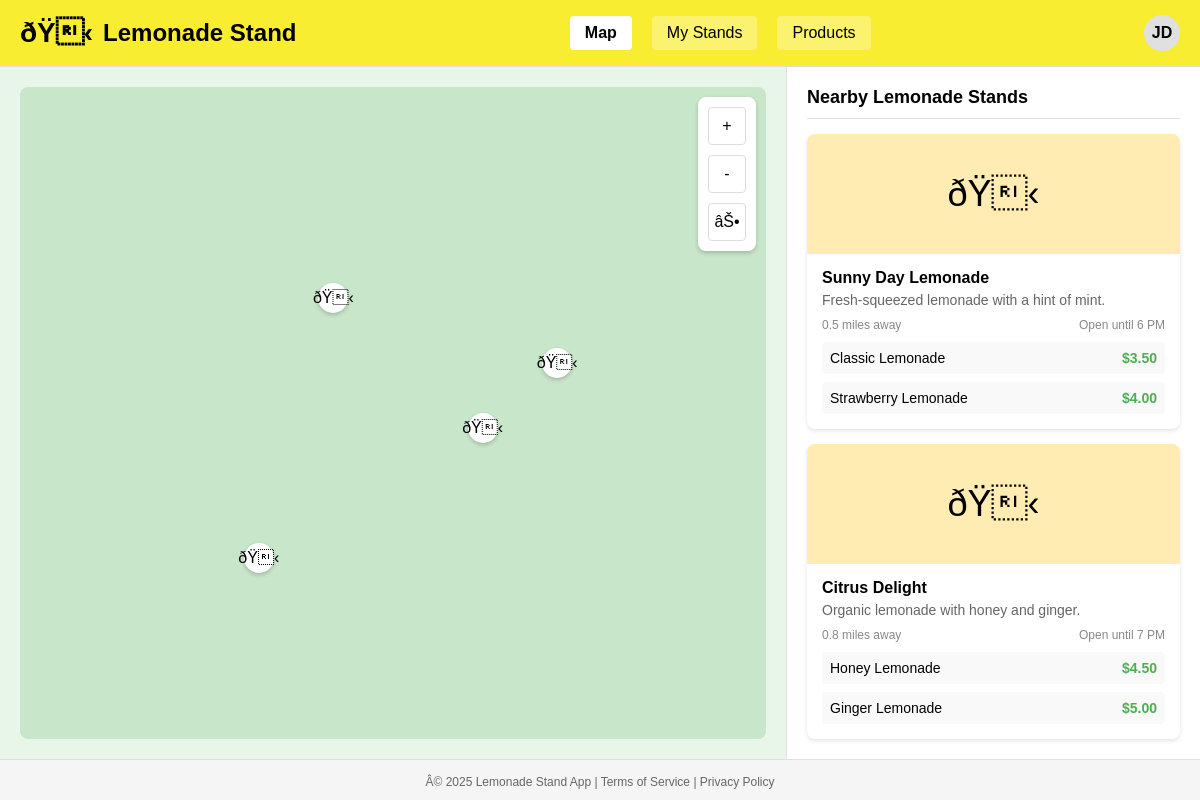 ðŸ‹ Lemonade Stand
Map
My Stands
Products
JD
+
-
âŠ•
ðŸ‹
ðŸ‹
ðŸ‹
ðŸ‹
Nearby Lemonade Stands
ðŸ‹
Sunny Day Lemonade
Fresh-squeezed lemonade with a hint of mint.
0.5 miles away Open until 6 PM
Classic Lemonade $3.50
Strawberry Lemonade $4.00
ðŸ‹
Citrus Delight
Organic lemonade with honey and ginger.
0.8 miles away Open until 7 PM
Honey Lemonade $4.50
Ginger Lemonade $5.00
Â© 2025 Lemonade Stand App | Terms of Service | Privacy Policy